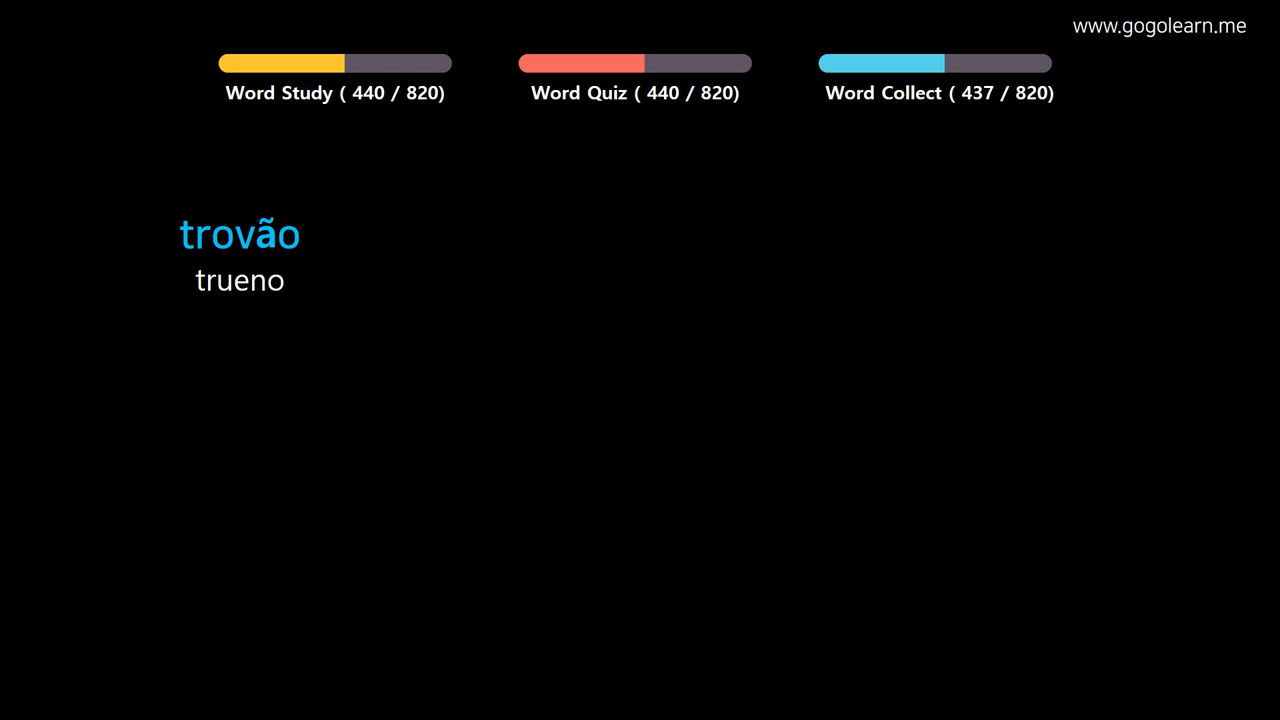 www.gogolearn.me
Word Study ( 440 / 820)
Word Quiz ( 440 / 820)
Word Collect ( 437 / 820)
trovão
trueno